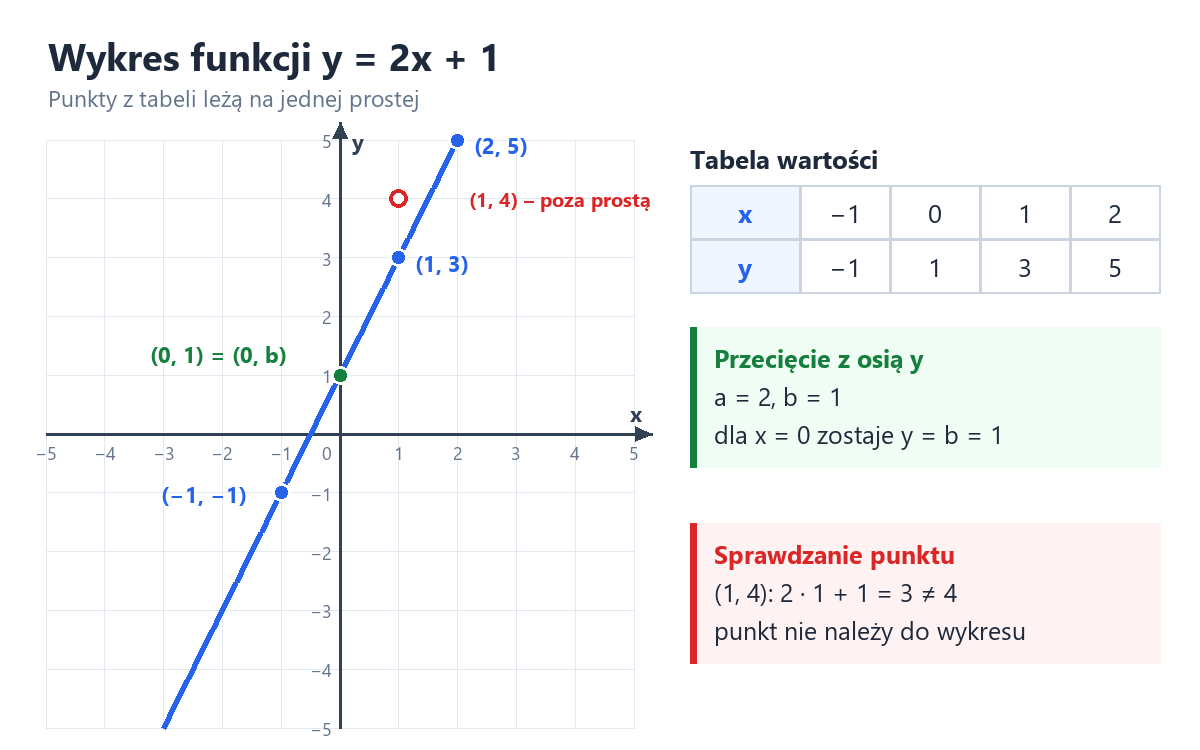 Wykres funkcji y = 2x + 1
Punkty z tabeli leżą na jednej prostej
y
5
(2, 5)
4
(1, 4) – poza prostą
3
(1, 3)
2
(0, 1) = (0, b)
1
x
−5 −4 −3 −2 −1 0 1 2 3 4 5
(−1, −1)
−1
−2
−3
−4
−5
Tabela wartości
x −1 0 1 2
y −1 1 3 5
Przecięcie z osią y
a = 2, b = 1
dla x = 0 zostaje y = b = 1
Sprawdzanie punktu
(1, 4): 2 · 1 + 1 = 3 ≠ 4
punkt nie należy do wykresu